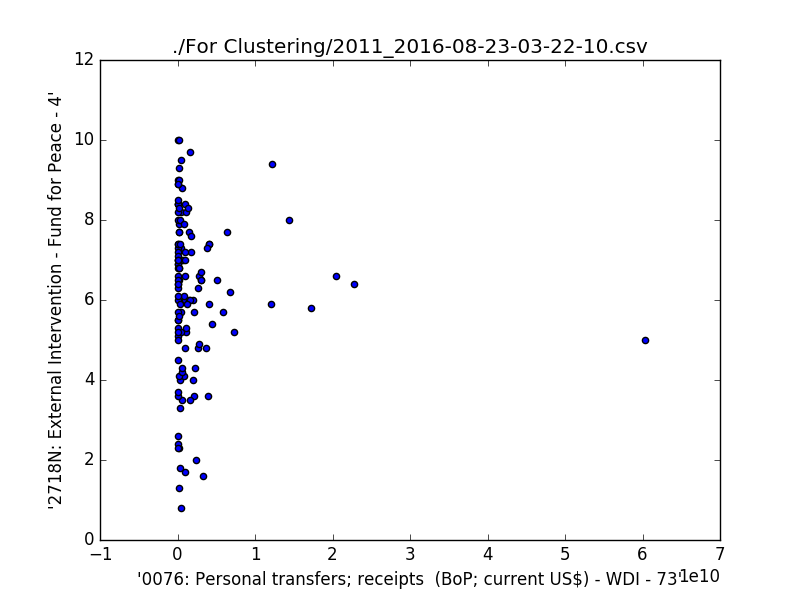 ./For Clustering/2011_2016-08-23-03-22-10.csv
12
10
8
6
4
2
0
'2718N: External Intervention - Fund for Peace - 4'
−1 0 1 2 3 4 5 6 7
1e10
'0076: Personal transfers; receipts  (BoP; current US$) - WDI - 73'